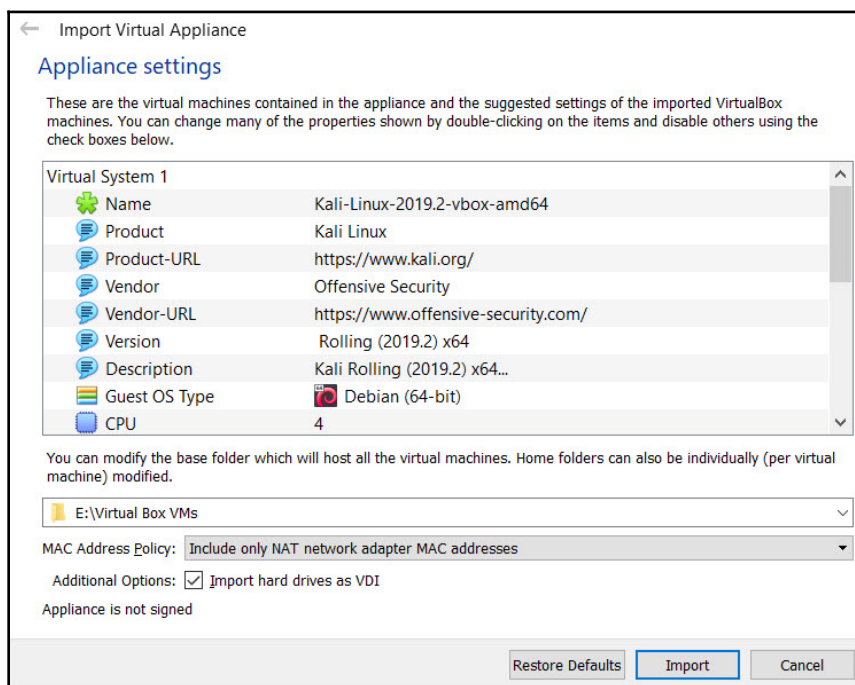 Import Virtual Appliance
Appliance settings
These are the virtual machines contained in the appliance and the suggested settings of the imported VirtualBox
machines. You can change many of the properties shown by double-clicking on the items and disable others using the
check boxes below.
Virtual System 1
Name Kali-Linux-2019.2-vbox-amd64
Product Kali Linux
Product-URL https://www.kali.org/
Vendor Offensive Security
Vendor-URL https://www.offensive-security.com/
Version Rolling (2019.2) x64
Description Kali Rolling (2019.2) x64...
Guest OS Type Debian (64-bit)
CPU 4
You can modify the base folder which will host all the virtual machines. Home folders can also be individually (per virtual
machine) modified.
E:\Virtual Box VMs
MAC Address Policy: Include only NAT network adapter MAC addresses
Additional Options: Import hard drives as VDI
Appliance is not signed
Restore Defaults Import Cancel